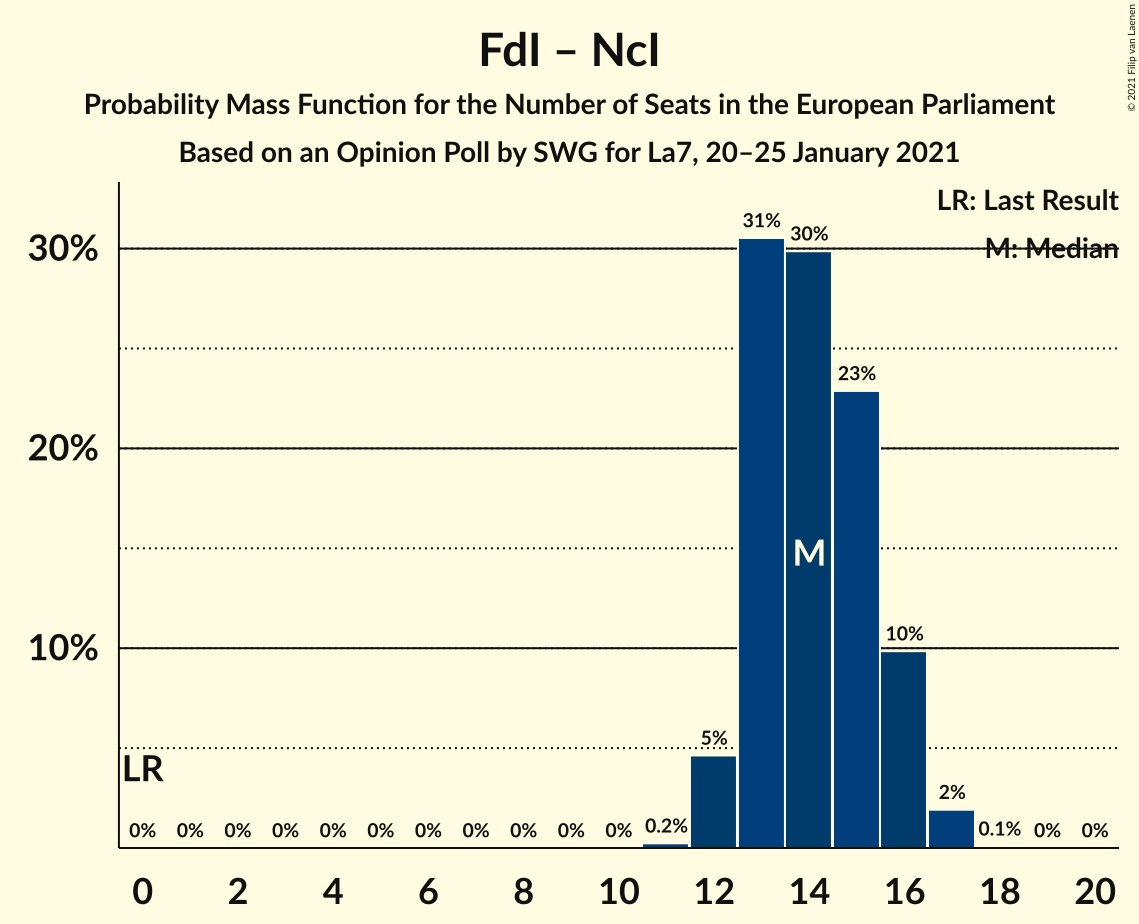 FdI – NcI
Probability Mass Function for the Number of Seats in the European Parliament
Based on an Opinion Poll by SWG for La7, 20–25 January 2021
© 2021 Filip van Laenen
LR: Last Result
M: Median
30%
20%
10%
31%
30%
23%
10%
5%
2%
M
LR
0% 0% 0% 0% 0% 0% 0% 0% 0% 0% 0% 0.2% 0.1% 0% 0%
0 2 4 6 8 10 12 14 16 18 20